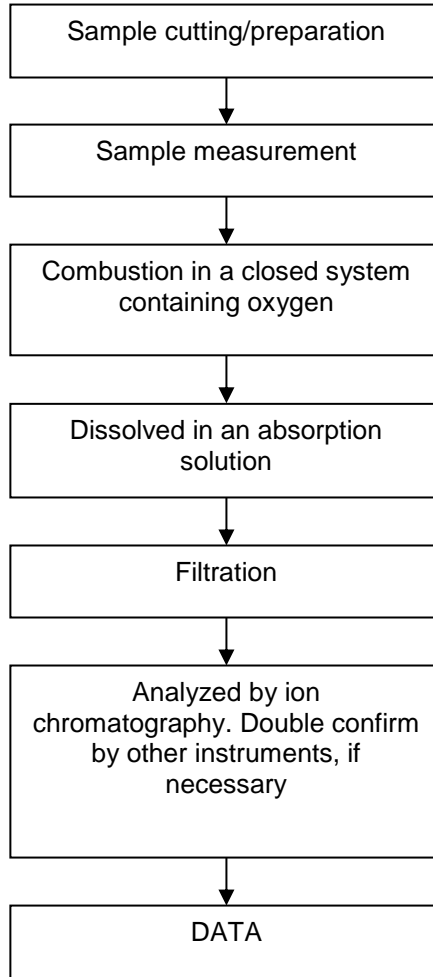 Sample cutting/preparation
Sample measurement
Combustion in a closed system
containing oxygen
Dissolved in an absorption
solution
Filtration
Analyzed by ion
chromatography. Double confirm
by other instruments, if
necessary
DATA